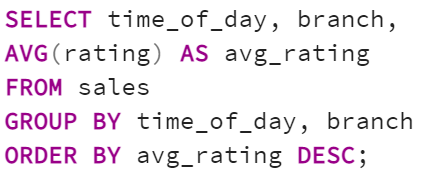 SELECT time_of_day, branch,
AVG(rating) AS avg_rating
FROM sales
GROUP BY time_of_day, branch
ORDER BY avg_rating DESC;